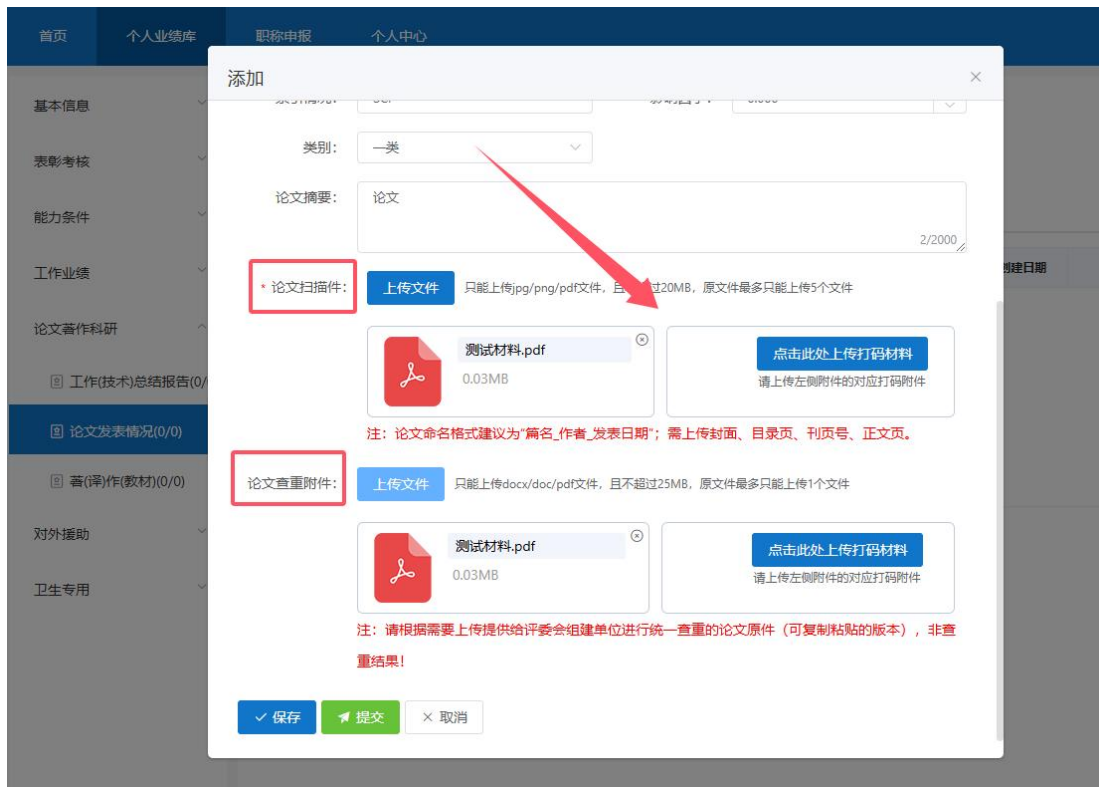 首页 个人业绩库 职称申报 个人中心
添加
基本信息
表彰考核
能力条件
工作业绩
论文著作科研
工作(技术)总结报告(0/
论文发表情况(0/0)
著(译)作(教材)(0/0)
对外援助
卫生专用
创建日期
类别： 一类
论文摘要： 论文
2/2000
* 论文扫描件： 上传文件 只能上传jpg/png/pdf文件，且 过20MB，原文件最多只能上传5个文件
测试材料.pdf
0.03MB
点击此处上传打码材料
请上传左侧附件的对应打码附件
注：论文命名格式建议为“篇名_作者_发表日期”；需上传封面、目录页、刊页号、正文页。
论文查重附件： 上传文件 只能上传docx/doc/pdf文件，且不超过25MB，原文件最多只能上传1个文件
测试材料.pdf
0.03MB
点击此处上传打码材料
请上传左侧附件的对应打码附件
注：请根据需要上传提供给评委会组建单位进行统一查重的论文原件（可复制粘贴的版本），非查
重结果！
保存 提交 取消